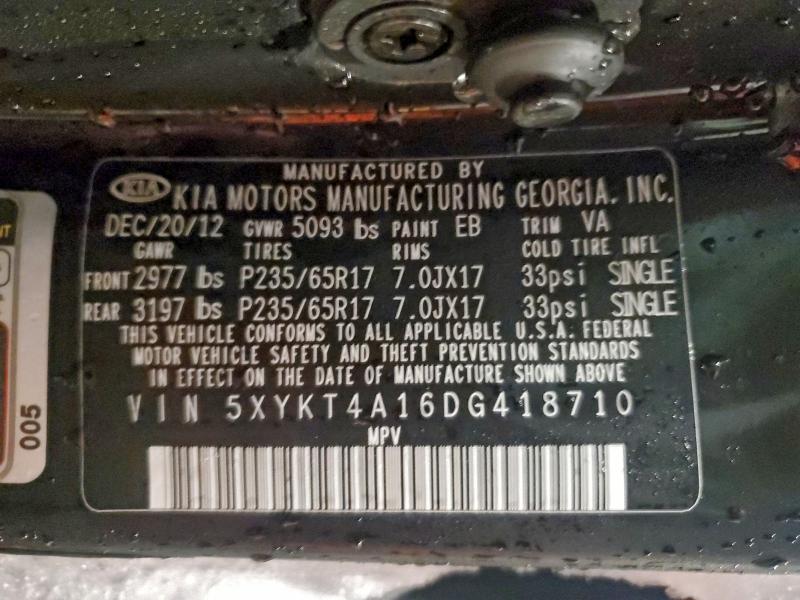 MANUFACTURED BY
KIA KIA MOTORS MANUFACTURING GEORGIA, INC.
DEC/20/12 GVWR 5093 lbs PAINT EB TRIM VA
GAWR TIRES RIMS COLD TIRE INFL
FRONT 2977 lbs P235/65R17 7.0JX17 33psi SINGLE
REAR 3197 lbs P235/65R17 7.0JX17 33psi SINGLE
THIS VEHICLE CONFORMS TO ALL APPLICABLE U.S.A. FEDERAL
MOTOR VEHICLE SAFETY AND THEFT PREVENTION STANDARDS
IN EFFECT ON THE DATE OF MANUFACTURE SHOWN ABOVE
VIN 5XYKT4A16DG418710
MPV
005